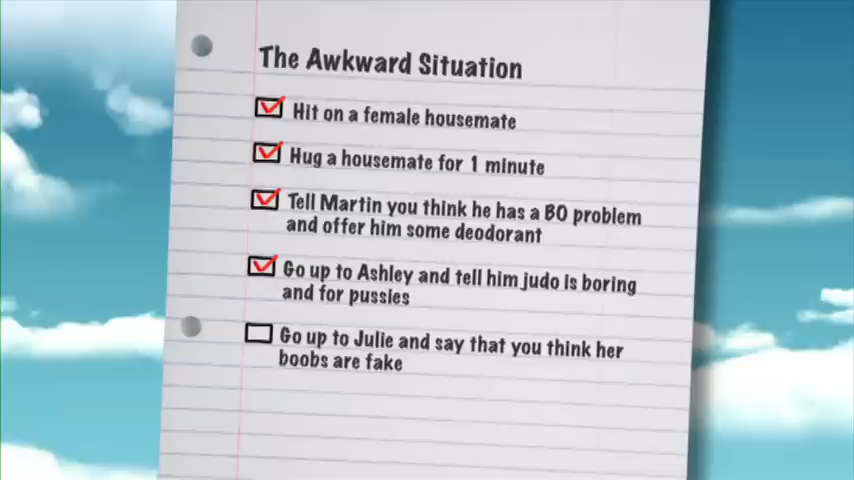 The Awkward Situation
Hit on a female housemate
Hug a housemate for 1 minute
Tell Martin you think he has a BO problem
and offer him some deodorant
Go up to Ashley and tell him judo is boring
and for pussies
Go up to Julie and say that you think her
boobs are fake